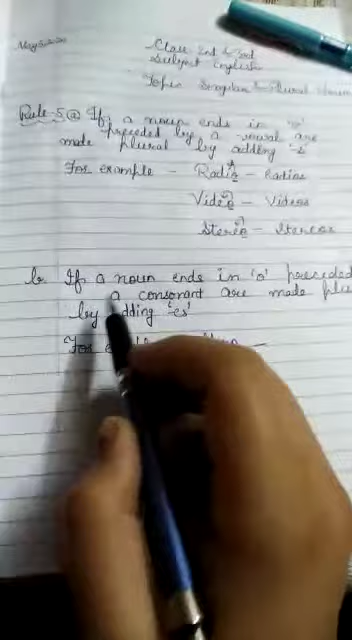 Class 2nd & 3rd
Subject English
Topic Singular & Plural
Rule-5 a If a noun ends in 'o'
preceded by a vowel are
made plural by adding 's'
For example - Radio - Radios
Video - Videos
Stereo - Stereos
b. If a noun ends in 'o' preceded
a consonant are made
by adding 'es'
For